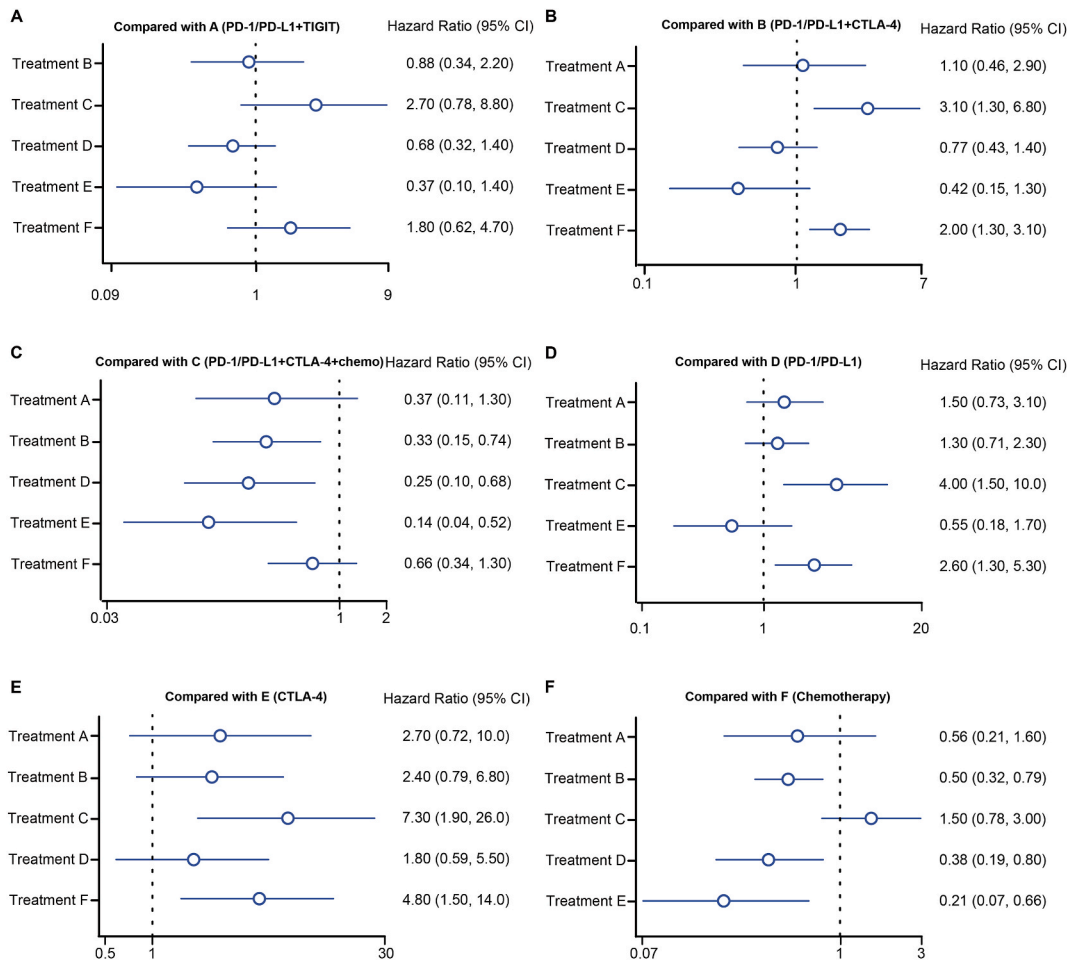 A
Compared with A (PD-1/PD-L1+TIGIT) Hazard Ratio (95% CI)
Treatment B 0.88 (0.34, 2.20)
Treatment C 2.70 (0.78, 8.80)
Treatment D 0.68 (0.32, 1.40)
Treatment E 0.37 (0.10, 1.40)
Treatment F 1.80 (0.62, 4.70)
0.09 1 9
B
Compared with B (PD-1/PD-L1+CTLA-4) Hazard Ratio (95% CI)
Treatment A 1.10 (0.46, 2.90)
Treatment C 3.10 (1.30, 6.80)
Treatment D 0.77 (0.43, 1.40)
Treatment E 0.42 (0.15, 1.30)
Treatment F 2.00 (1.30, 3.10)
0.1 1 7
C
Compared with C (PD-1/PD-L1+CTLA-4+chemo) Hazard Ratio (95% CI)
Treatment A 0.37 (0.11, 1.30)
Treatment B 0.33 (0.15, 0.74)
Treatment D 0.25 (0.10, 0.68)
Treatment E 0.14 (0.04, 0.52)
Treatment F 0.66 (0.34, 1.30)
0.03 1 2
D
Compared with D (PD-1/PD-L1) Hazard Ratio (95% CI)
Treatment A 1.50 (0.73, 3.10)
Treatment B 1.30 (0.71, 2.30)
Treatment C 4.00 (1.50, 10.0)
Treatment E 0.55 (0.18, 1.70)
Treatment F 2.60 (1.30, 5.30)
0.1 1 20
E
Compared with E (CTLA-4) Hazard Ratio (95% CI)
Treatment A 2.70 (0.72, 10.0)
Treatment B 2.40 (0.79, 6.80)
Treatment C 7.30 (1.90, 26.0)
Treatment D 1.80 (0.59, 5.50)
Treatment F 4.80 (1.50, 14.0)
0.5 1 30
F
Compared with F (Chemotherapy) Hazard Ratio (95% CI)
Treatment A 0.56 (0.21, 1.60)
Treatment B 0.50 (0.32, 0.79)
Treatment C 1.50 (0.78, 3.00)
Treatment D 0.38 (0.19, 0.80)
Treatment E 0.21 (0.07, 0.66)
0.07 1 3